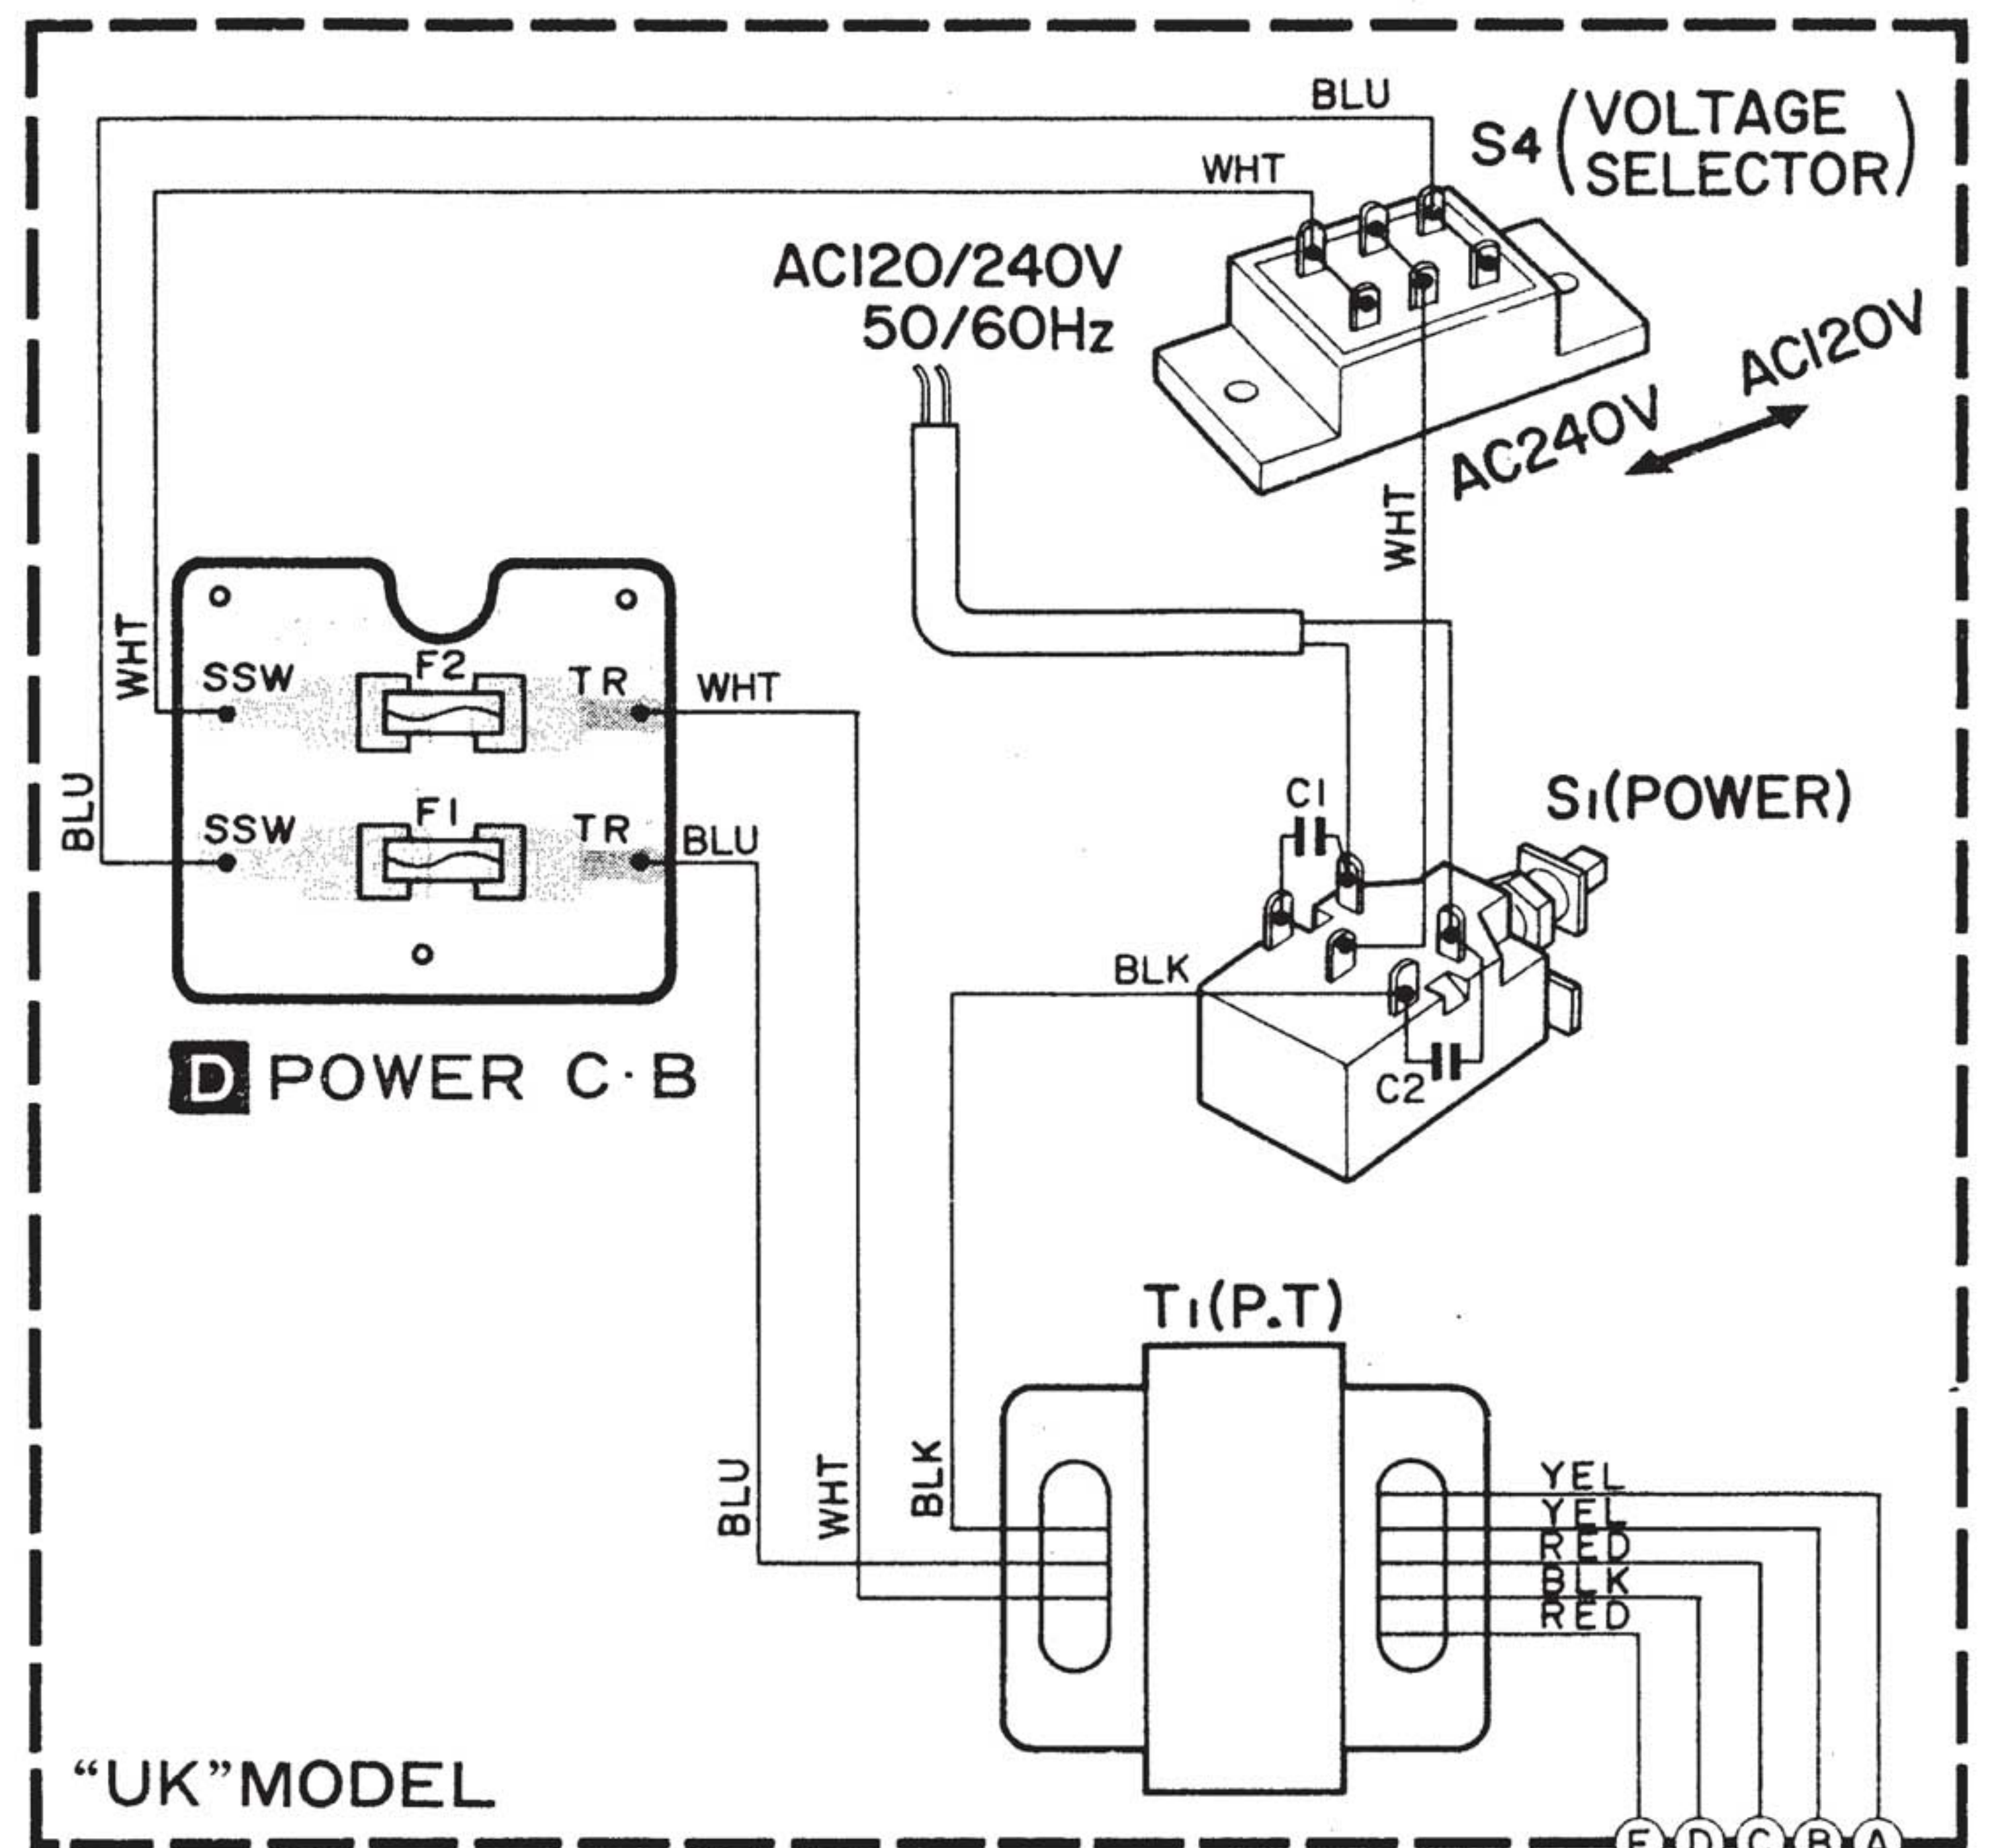 BLU
S4 (VOLTAGE
SELECTOR)
WHT
AC120/240V
50/60Hz
AC120V
AC240V
WHT
WHT
SSW
F2
TR
WHT
BLU
SSW
F1
TR
BLU
C1
S1(POWER)
BLK
C2
D POWER C·B
T1(P.T)
BLU
WHT
BLK
YEL
YEL
RED
BLK
RED
"UK" MODEL
E D C B A